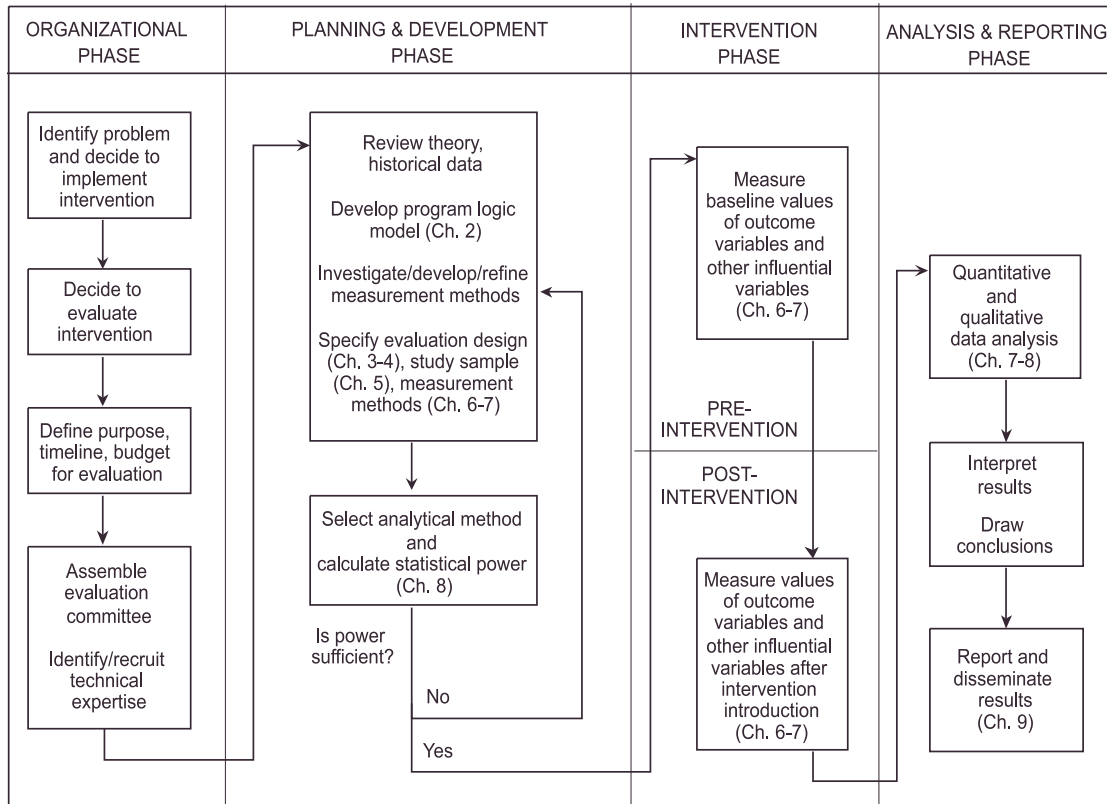 ORGANIZATIONAL
PHASE
PLANNING & DEVELOPMENT
PHASE
INTERVENTION
PHASE
ANALYSIS & REPORTING
PHASE
Identify problem
and decide to
implement
intervention
Decide to
evaluate
intervention
Define purpose,
timeline, budget
for evaluation
Assemble
evaluation
committee
Identify/recruit
technical
expertise
Review theory,
historical data
Develop program logic
model (Ch. 2)
Investigate/develop/refine
measurement methods
Specify evaluation design
(Ch. 3-4), study sample
(Ch. 5), measurement
methods (Ch. 6-7)
Select analytical method
and
calculate statistical power
(Ch. 8)
Is power
sufficient?
No
Yes
Measure
baseline values
of outcome
variables and
other influential
variables
(Ch. 6-7)
PRE-
INTERVENTION
POST-
INTERVENTION
Measure values
of outcome
variables and
other influential
variables after
intervention
introduction
(Ch. 6-7)
Quantitative
and
qualitative
data analysis
(Ch. 7-8)
Interpret
results
Draw
conclusions
Report and
disseminate
results
(Ch. 9)